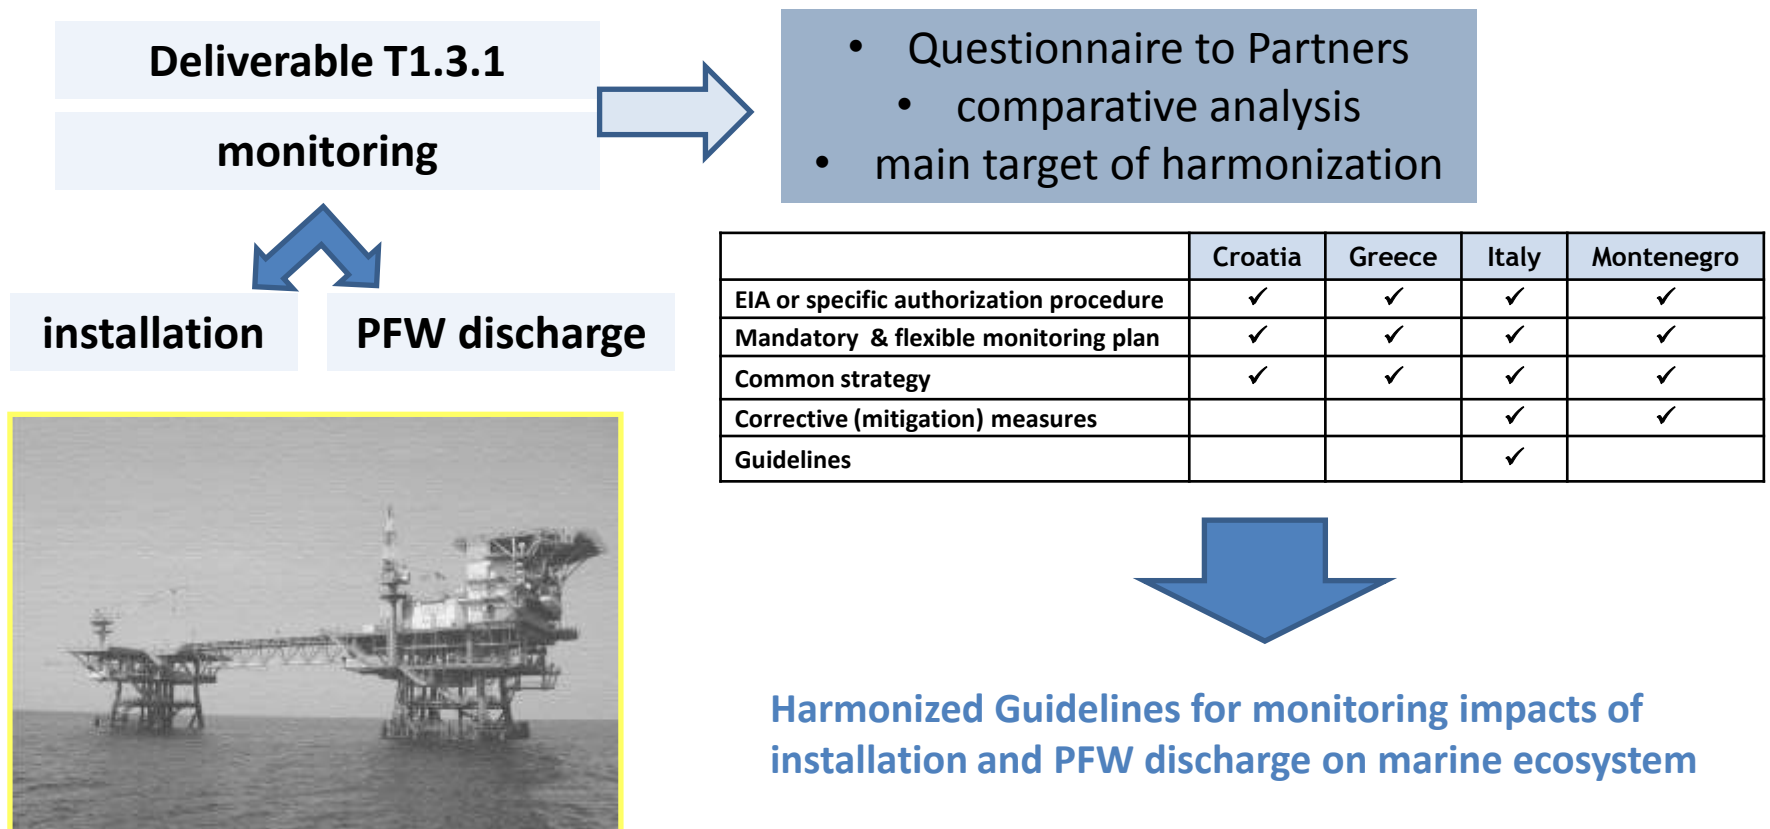 Deliverable T1.3.1
monitoring
installation
PFW discharge
• Questionnaire to Partners
• comparative analysis
• main target of harmonization
Croatia Greece Italy Montenegro
EIA or specific authorization procedure ✓ ✓ ✓ ✓
Mandatory & flexible monitoring plan ✓ ✓ ✓ ✓
Common strategy ✓ ✓ ✓ ✓
Corrective (mitigation) measures ✓ ✓
Guidelines ✓
Harmonized Guidelines for monitoring impacts of
installation and PFW discharge on marine ecosystem